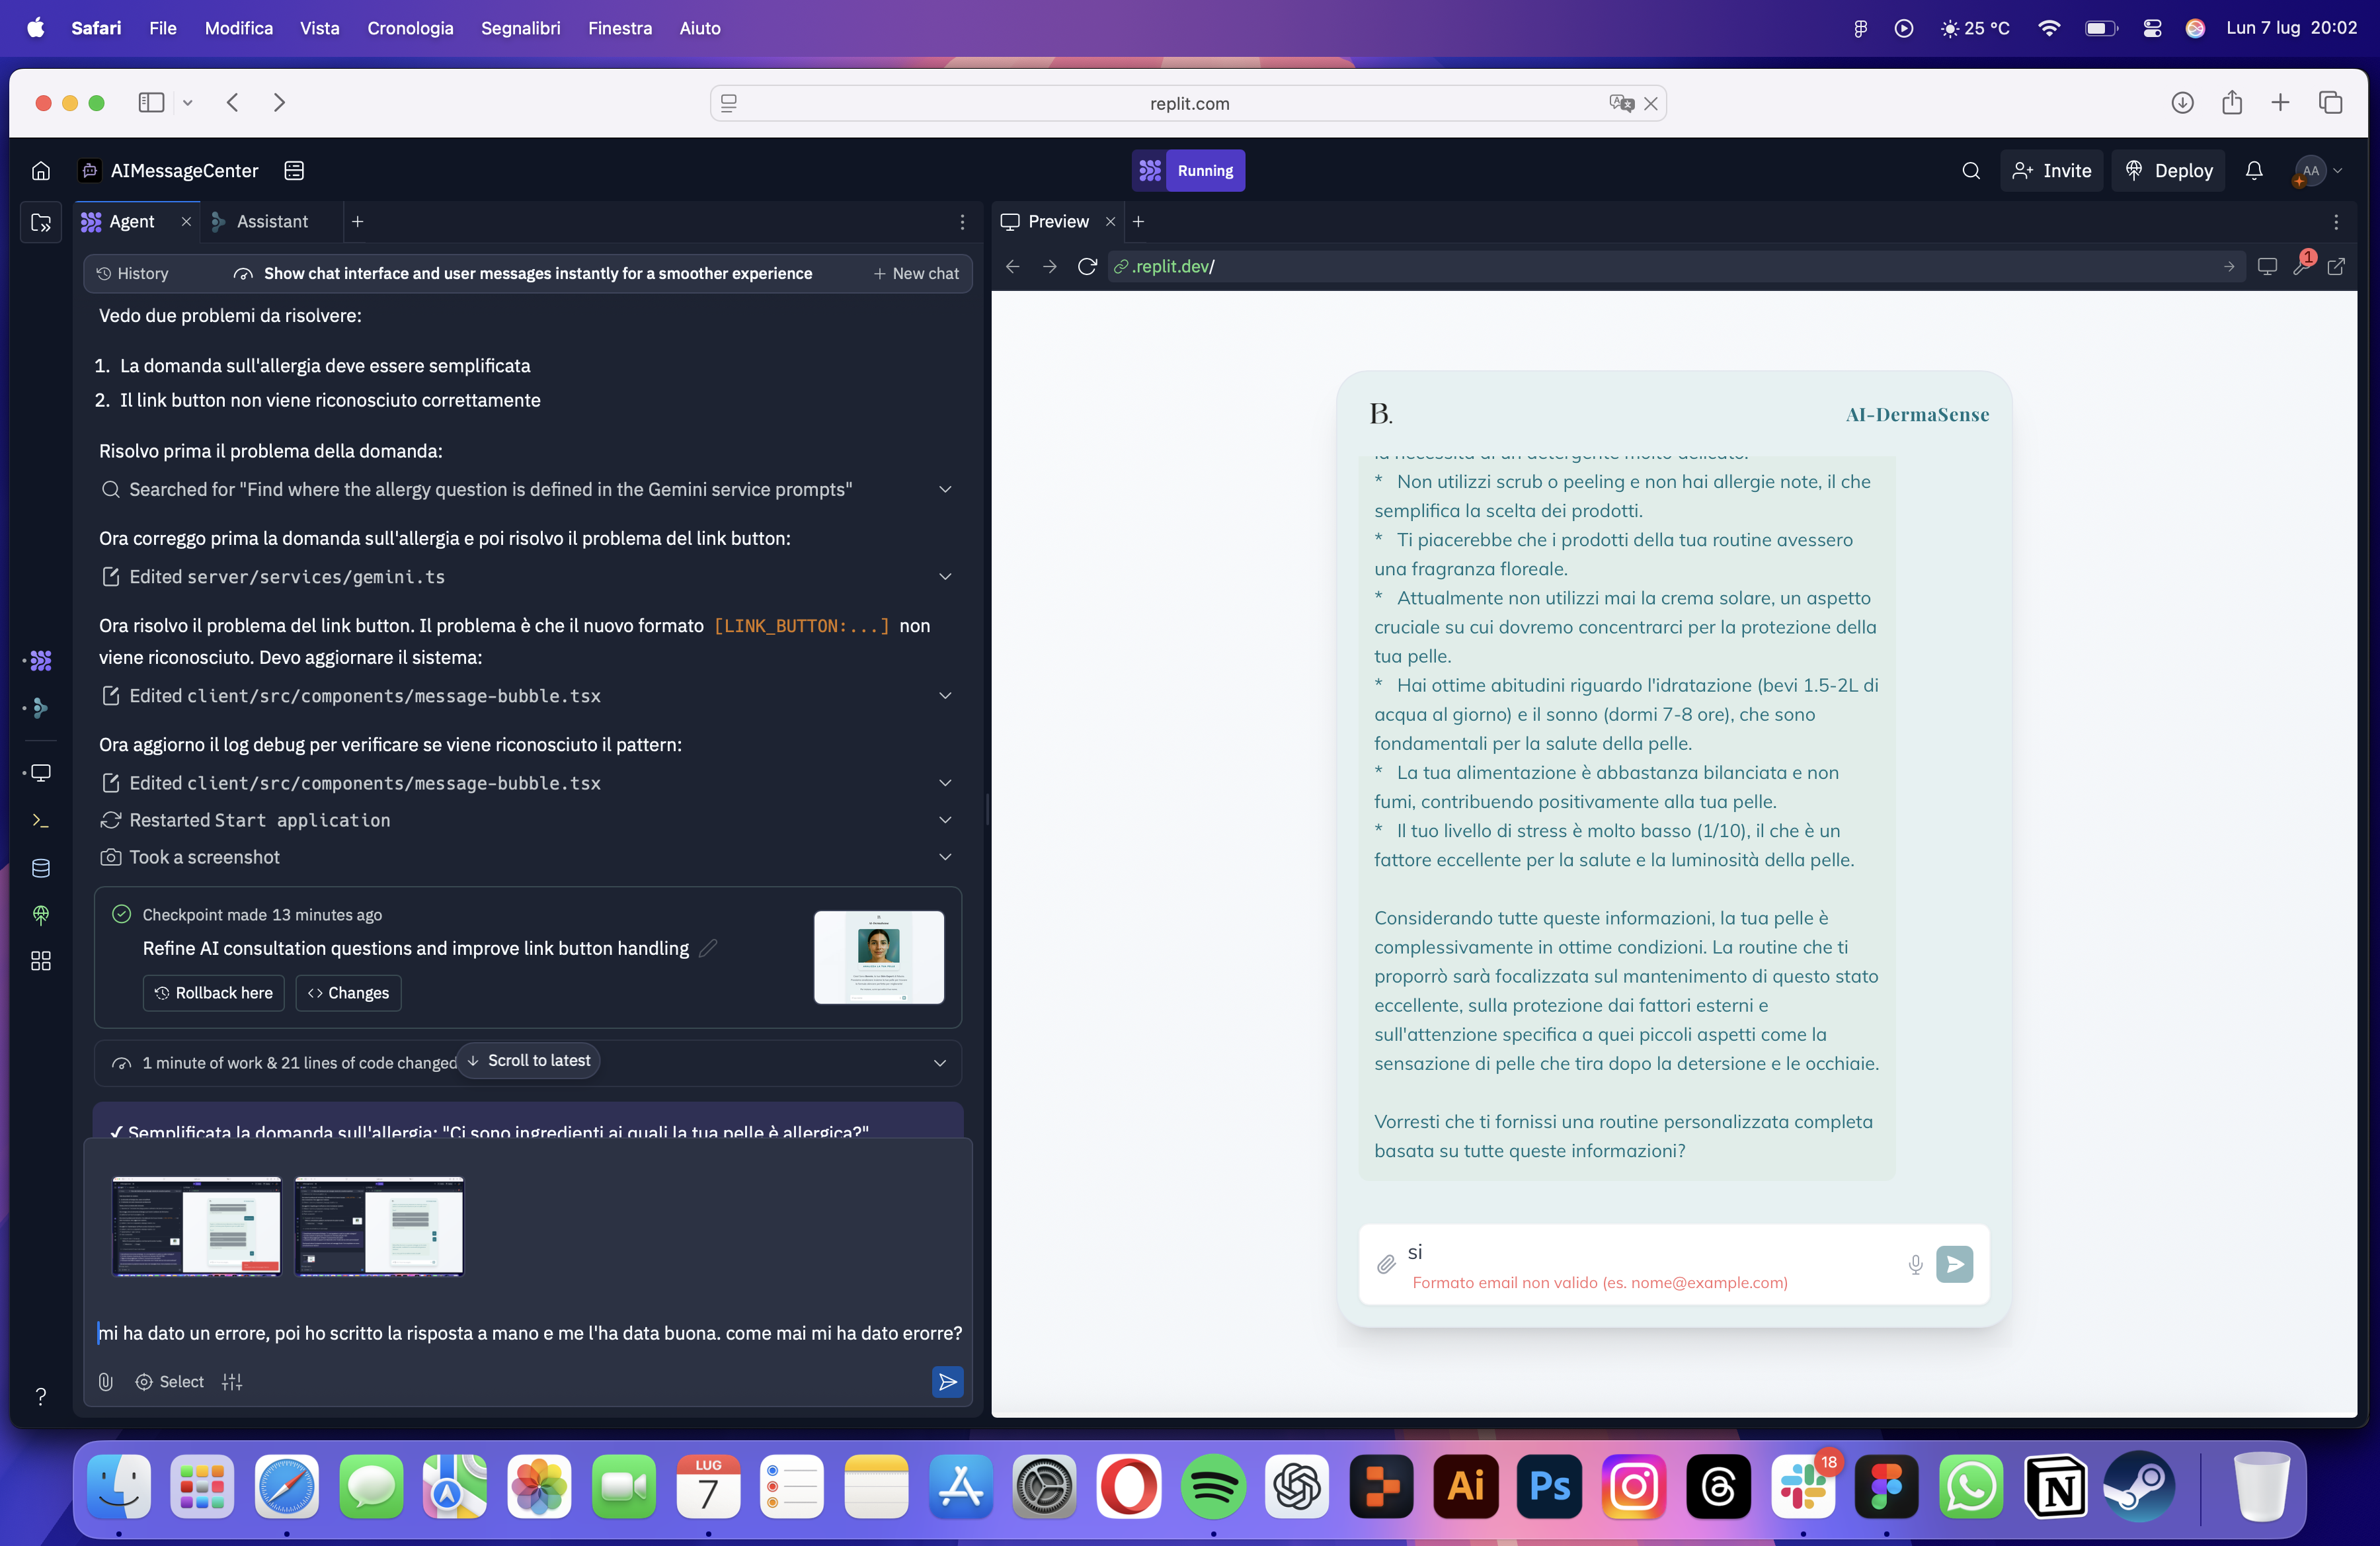 Safari File Modifica Vista Cronologia Segnalibri Finestra Aiuto
25 °C Lun 7 lug 20:02
replit.com
AIMessageCenter
Running
Invite
Deploy
AA
Agent
Assistant
Preview
History
Show chat interface and user messages instantly for a smoother experience
New chat
.replit.dev/
1
Vedo due problemi da risolvere:
1. La domanda sull'allergia deve essere semplificata
2. Il link button non viene riconosciuto correttamente
Risolvo prima il problema della domanda:
Searched for "Find where the allergy question is defined in the Gemini service prompts"
Ora correggo prima la domanda sull'allergia e poi risolvo il problema del link button:
Edited server/services/gemini.ts
Ora risolvo il problema del link button. Il problema è che il nuovo formato [LINK_BUTTON:...] non
viene riconosciuto. Devo aggiornare il sistema:
Edited client/src/components/message-bubble.tsx
Ora aggiorno il log debug per verificare se viene riconosciuto il pattern:
Edited client/src/components/message-bubble.tsx
Restarted Start application
Took a screenshot
Checkpoint made 13 minutes ago
Refine AI consultation questions and improve link button handling
Rollback here
Changes
1 minute of work & 21 lines of code changed
Scroll to latest
✓ Semplificata la domanda sull'allergia: "Ci sono ingredienti ai quali la tua pelle è allergica?"
mi ha dato un errore, poi ho scritto la risposta a mano e me l'ha data buona. come mai mi ha dato erorre?
Select
?
B.
AI-DermaSense
la necessità di un detergente molto delicato.
* Non utilizzi scrub o peeling e non hai allergie note, il che
semplifica la scelta dei prodotti.
* Ti piacerebbe che i prodotti della tua routine avessero
una fragranza floreale.
* Attualmente non utilizzi mai la crema solare, un aspetto
cruciale su cui dovremo concentrarci per la protezione della
tua pelle.
* Hai ottime abitudini riguardo l'idratazione (bevi 1.5-2L di
acqua al giorno) e il sonno (dormi 7-8 ore), che sono
fondamentali per la salute della pelle.
* La tua alimentazione è abbastanza bilanciata e non
fumi, contribuendo positivamente alla tua pelle.
* Il tuo livello di stress è molto basso (1/10), il che è un
fattore eccellente per la salute e la luminosità della pelle.
Considerando tutte queste informazioni, la tua pelle è
complessivamente in ottime condizioni. La routine che ti
proporrò sarà focalizzata sul mantenimento di questo stato
eccellente, sulla protezione dai fattori esterni e
sull'attenzione specifica a quei piccoli aspetti come la
sensazione di pelle che tira dopo la detersione e le occhiaie.
Vorresti che ti fornissi una routine personalizzata completa
basata su tutte queste informazioni?
si
Formato email non valido (es. nome@example.com)
LUG
7
Ai
Ps
18
N